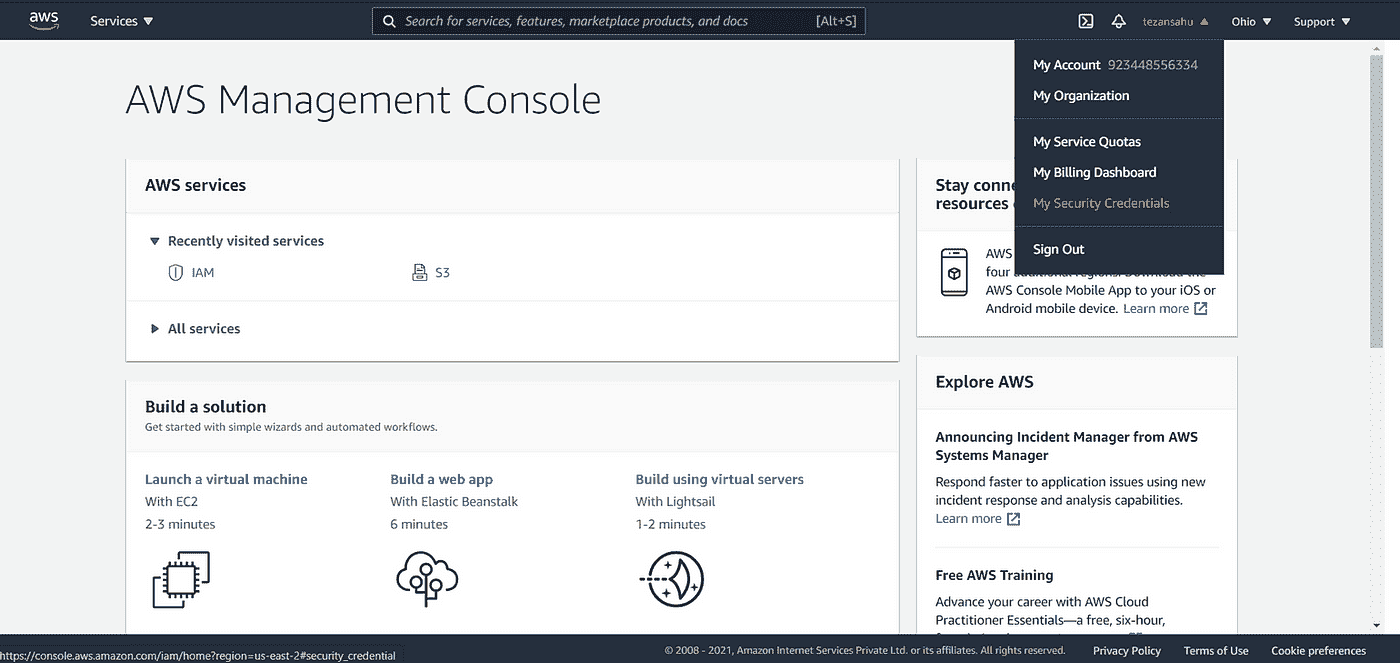 aws
Services
Search for services, features, marketplace products, and docs [Alt+S]
tezansahu
Ohio
Support
My Account 923448556334
My Organization
My Service Quotas
My Billing Dashboard
My Security Credentials
Sign Out
AWS Management Console
AWS services
Recently visited services
IAM
S3
All services
Build a solution
Get started with simple wizards and automated workflows.
Launch a virtual machine
With EC2
2-3 minutes
Build a web app
With Elastic Beanstalk
6 minutes
Build using virtual servers
With Lightsail
1-2 minutes
Stay conne
resources
AWS
four additional regions. Download the
AWS Console Mobile App to your iOS or
Android mobile device. Learn more
Explore AWS
Announcing Incident Manager from AWS
Systems Manager
Respond faster to application issues using new
incident response and analysis capabilities.
Learn more
Free AWS Training
Advance your career with AWS Cloud
Practitioner Essentials—a free, six-hour,
https://console.aws.amazon.com/iam/home?region=us-east-2#security_credential
© 2008 - 2021, Amazon Internet Services Private Ltd. or its affiliates. All rights reserved.
Privacy Policy
Terms of Use
Cookie preferences